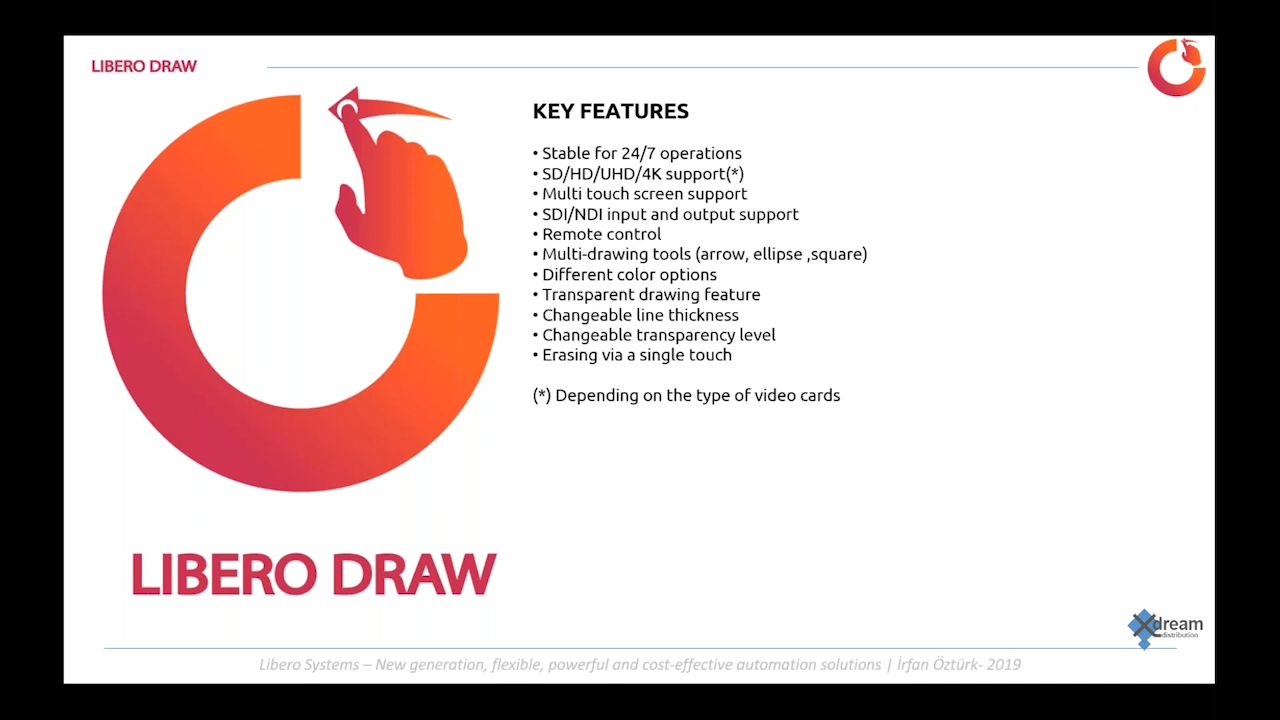 LIBERO DRAW
KEY FEATURES
• Stable for 24/7 operations
• SD/HD/UHD/4K support(*)
• Multi touch screen support
• SDI/NDI input and output support
• Remote control
• Multi-drawing tools (arrow, ellipse ,square)
• Different color options
• Transparent drawing feature
• Changeable line thickness
• Changeable transparency level
• Erasing via a single touch
(*) Depending on the type of video cards
LIBERO DRAW
Xdream
distribution
Libero Systems – New generation, flexible, powerful and cost-effective automation solutions | İrfan Öztürk- 2019